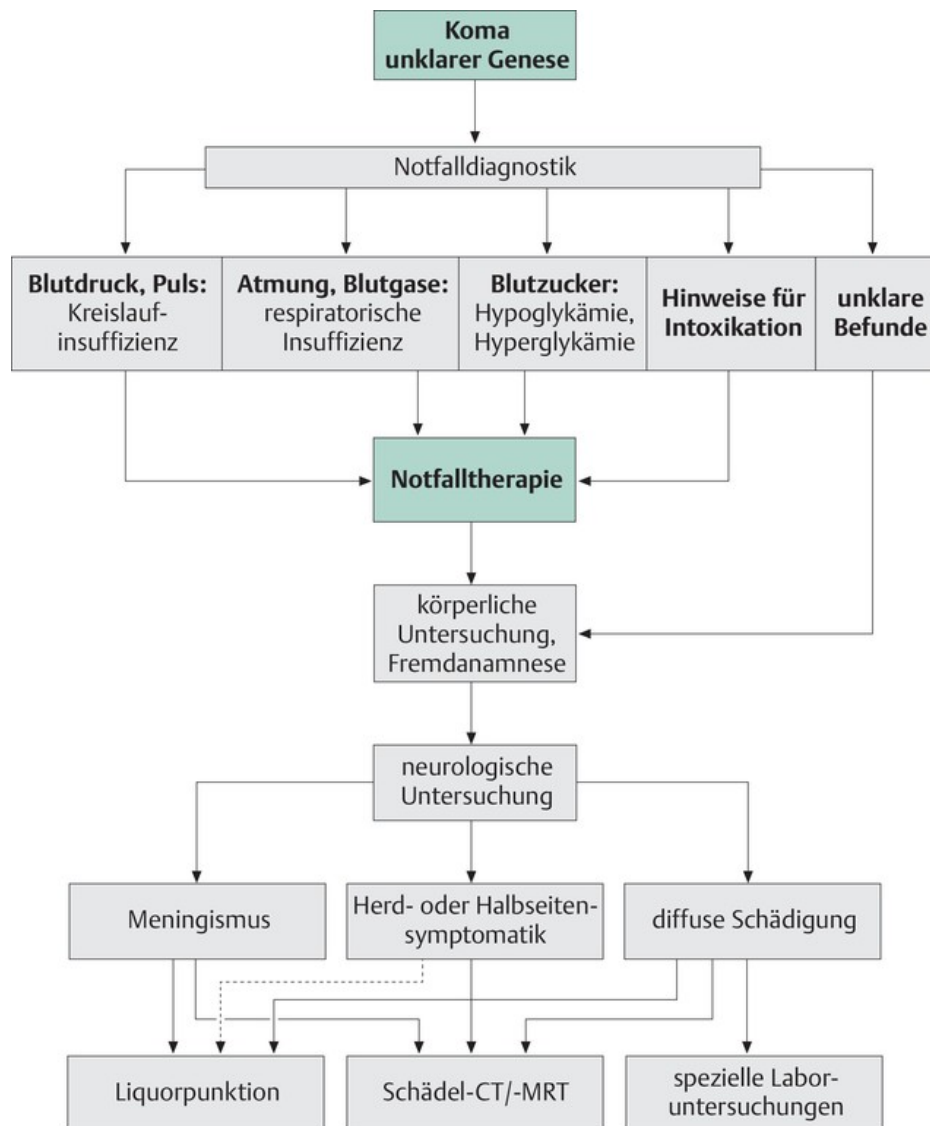 Koma
unklarer Genese
Notfalldiagnostik
Blutdruck, Puls:
Kreislauf-
insuffizienz
Atmung, Blutgase:
respiratorische
Insuffizienz
Blutzucker:
Hypoglykämie,
Hyperglykämie
Hinweise für
Intoxikation
unklare
Befunde
Notfalltherapie
körperliche
Untersuchung,
Fremdanamnese
neurologische
Untersuchung
Meningismus
Herd- oder Halbseiten-
symptomatik
diffuse Schädigung
Liquorpunktion
Schädel-CT/-MRT
spezielle Labor-
untersuchungen